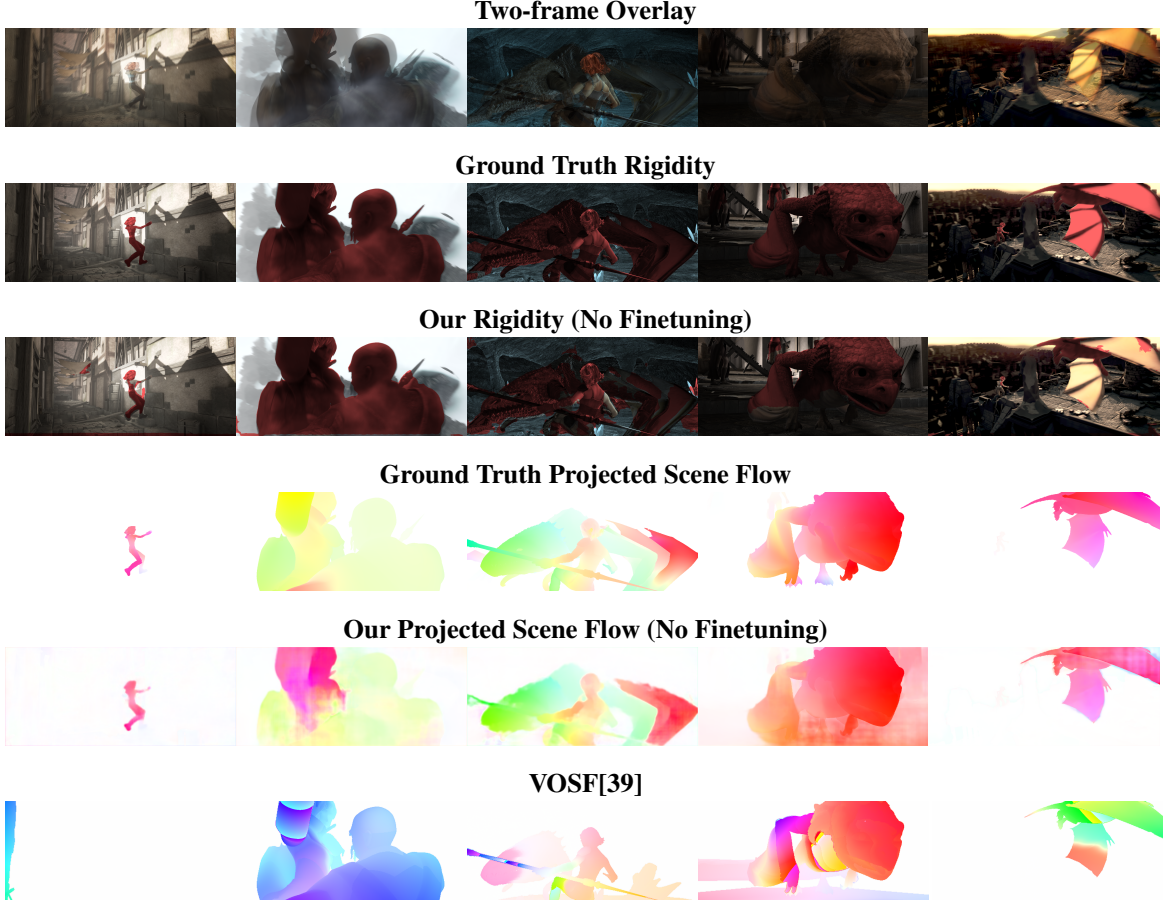 Two-frame Overlay
Ground Truth Rigidity
Our Rigidity (No Finetuning)
Ground Truth Projected Scene Flow
Our Projected Scene Flow (No Finetuning)
VOSF[39]